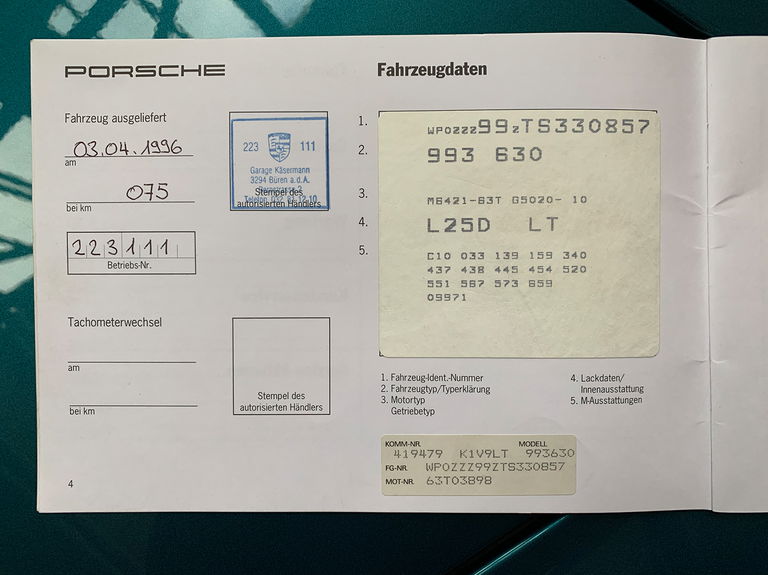 PORSCHE
Fahrzeug ausgeliefert
03.04.1996
am
075
bei km
223111
Betriebs-Nr.
223 111
Garage Käsermann
3294 Büren a.d.A.
Stempel des
autorisierten Händlers
Tachometerwechsel
am
bei km
Stempel des
autorisierten Händlers
4
Fahrzeugdaten
1. WPOZZZ99ZTS330857
2. 993 630
3. M6421-63T G5020- 10
4. L25D LT
5. C10 033 139 159 340
437 438 445 454 520
551 567 573 659
09971
1. Fahrzeug-Ident.-Nummer
2. Fahrzeugtyp/Typerklärung
3. Motortyp
Getriebetyp
4. Lackdaten/
Innenausstattung
5. M-Ausstattungen
KOMM-NR. MODELL
419479 K1V9LT 993630
FG-NR. WPOZZZ99ZTS330857
MOT-NR. 63T03898